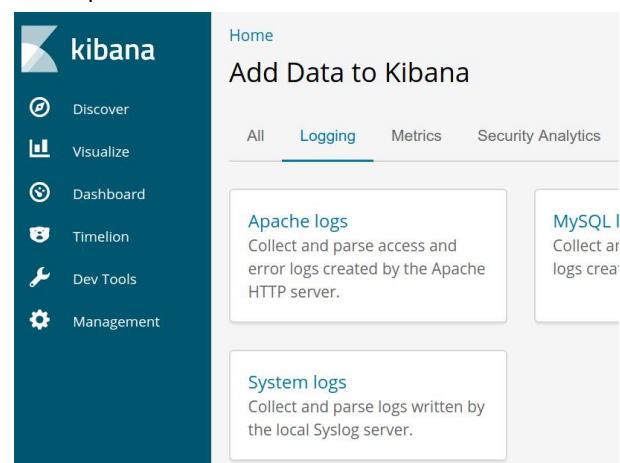 kibana
Discover
Visualize
Dashboard
Timelion
Dev Tools
Management
Home
Add Data to Kibana
All Logging Metrics Security Analytics
Apache logs
Collect and parse access and
error logs created by the Apache
HTTP server.
MySQL
Collect
logs
System logs
Collect and parse logs written by
the local Syslog server.